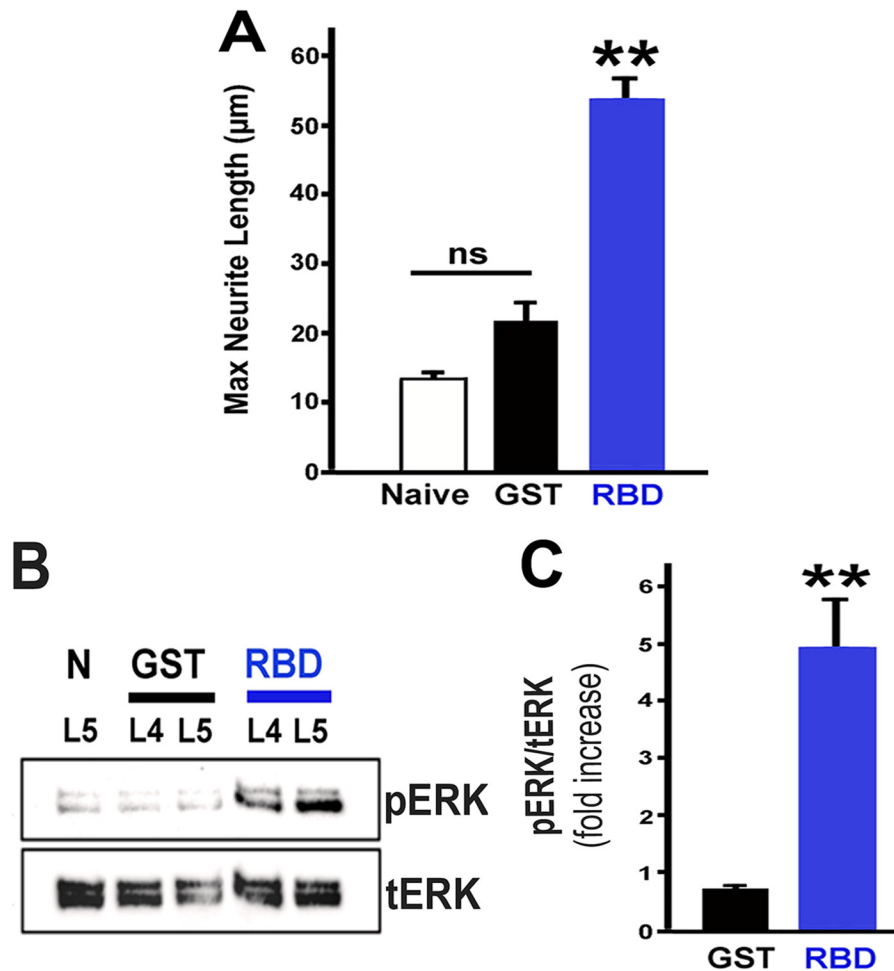 A
**
60
50
40
30
20
10
0
Max Neurite Length (μm)
ns
Naive GST RBD
B
N GST RBD
L5 L4 L5 L4 L5
pERK
tERK
C
**
6
5
4
3
2
1
0
pERK/tERK
(fold increase)
GST RBD